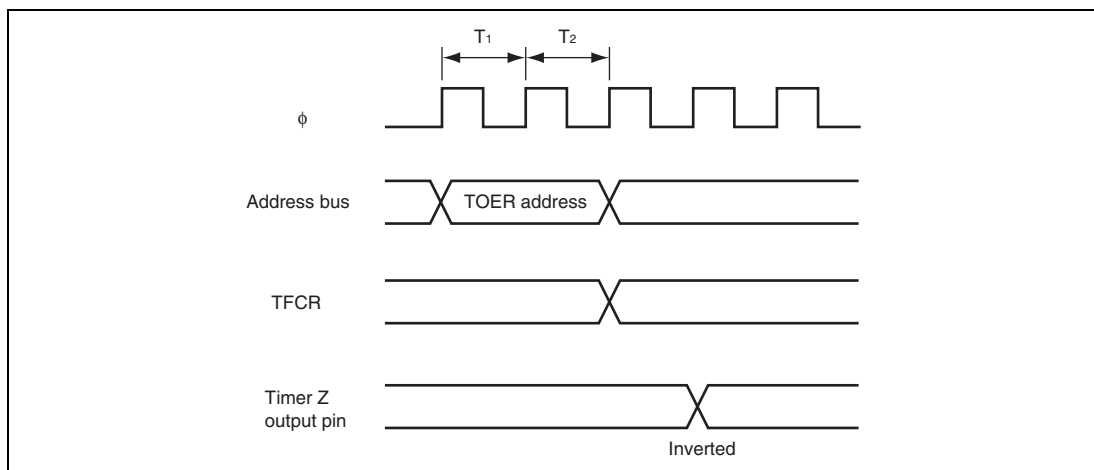 T1 T2
ϕ
Address bus TOER address
TFCR
Timer Z
output pin
Inverted